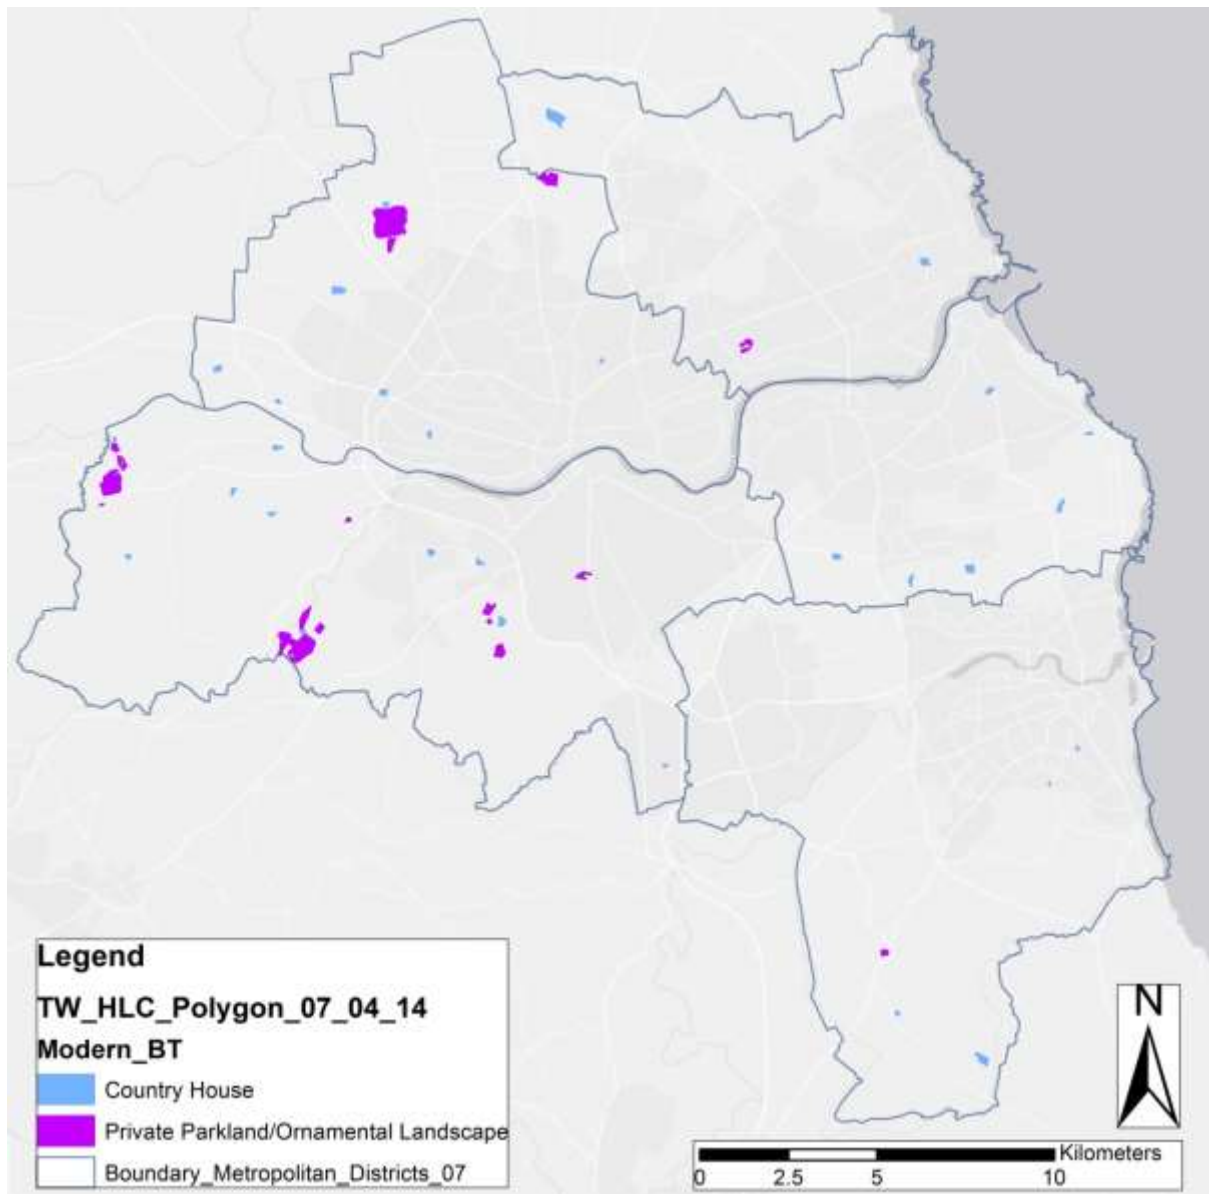 Legend
TW_HLC_Polygon_07_04_14
Modern_BT
Country House
Private Parkland/Ornamental Landscape
Boundary_Metropolitan_Districts_07
N
Kilometers
0 2.5 5 10